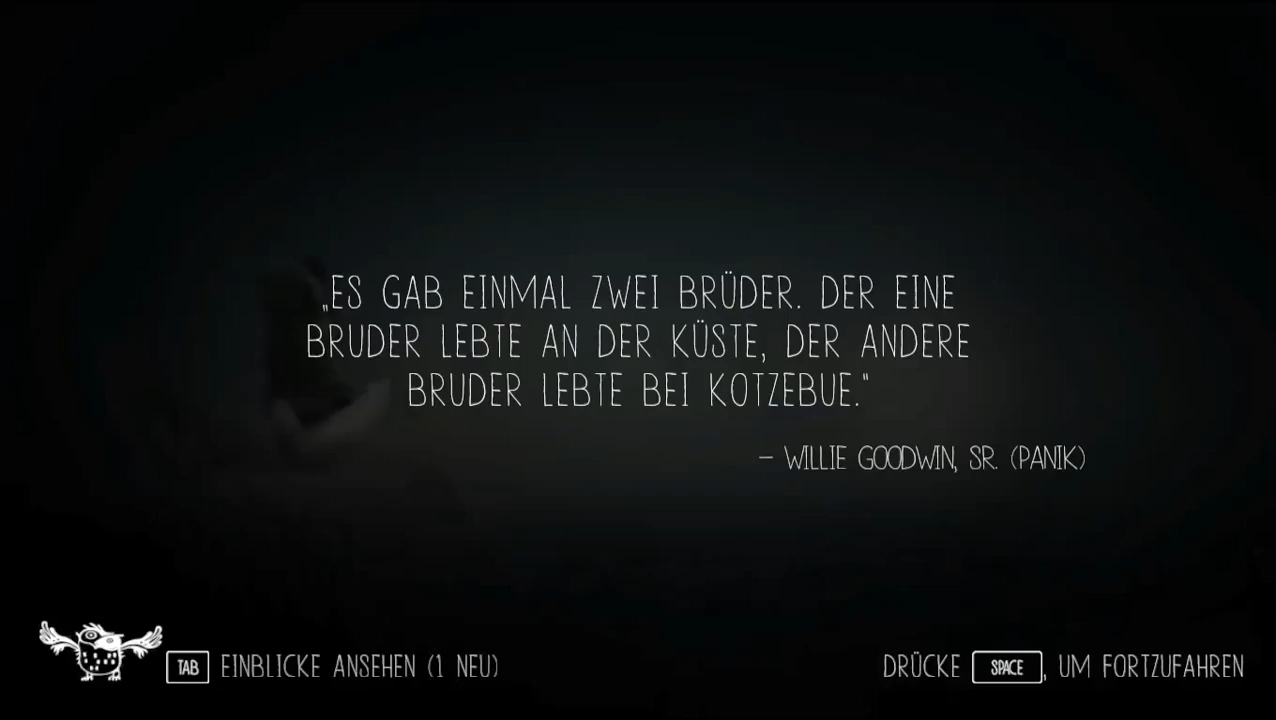 „ES GAB EINMAL ZWEI BRÜDER. DER EINE
BRUDER LEBTE AN DER KÜSTE, DER ANDERE
BRUDER LEBTE BEI KOTZEBUE."
– WILLIE GOODWIN, SR. (PANIK)
TAB EINBLICKE ANSEHEN (1 NEU)
DRÜCKE SPACE, UM FORTZUFAHREN